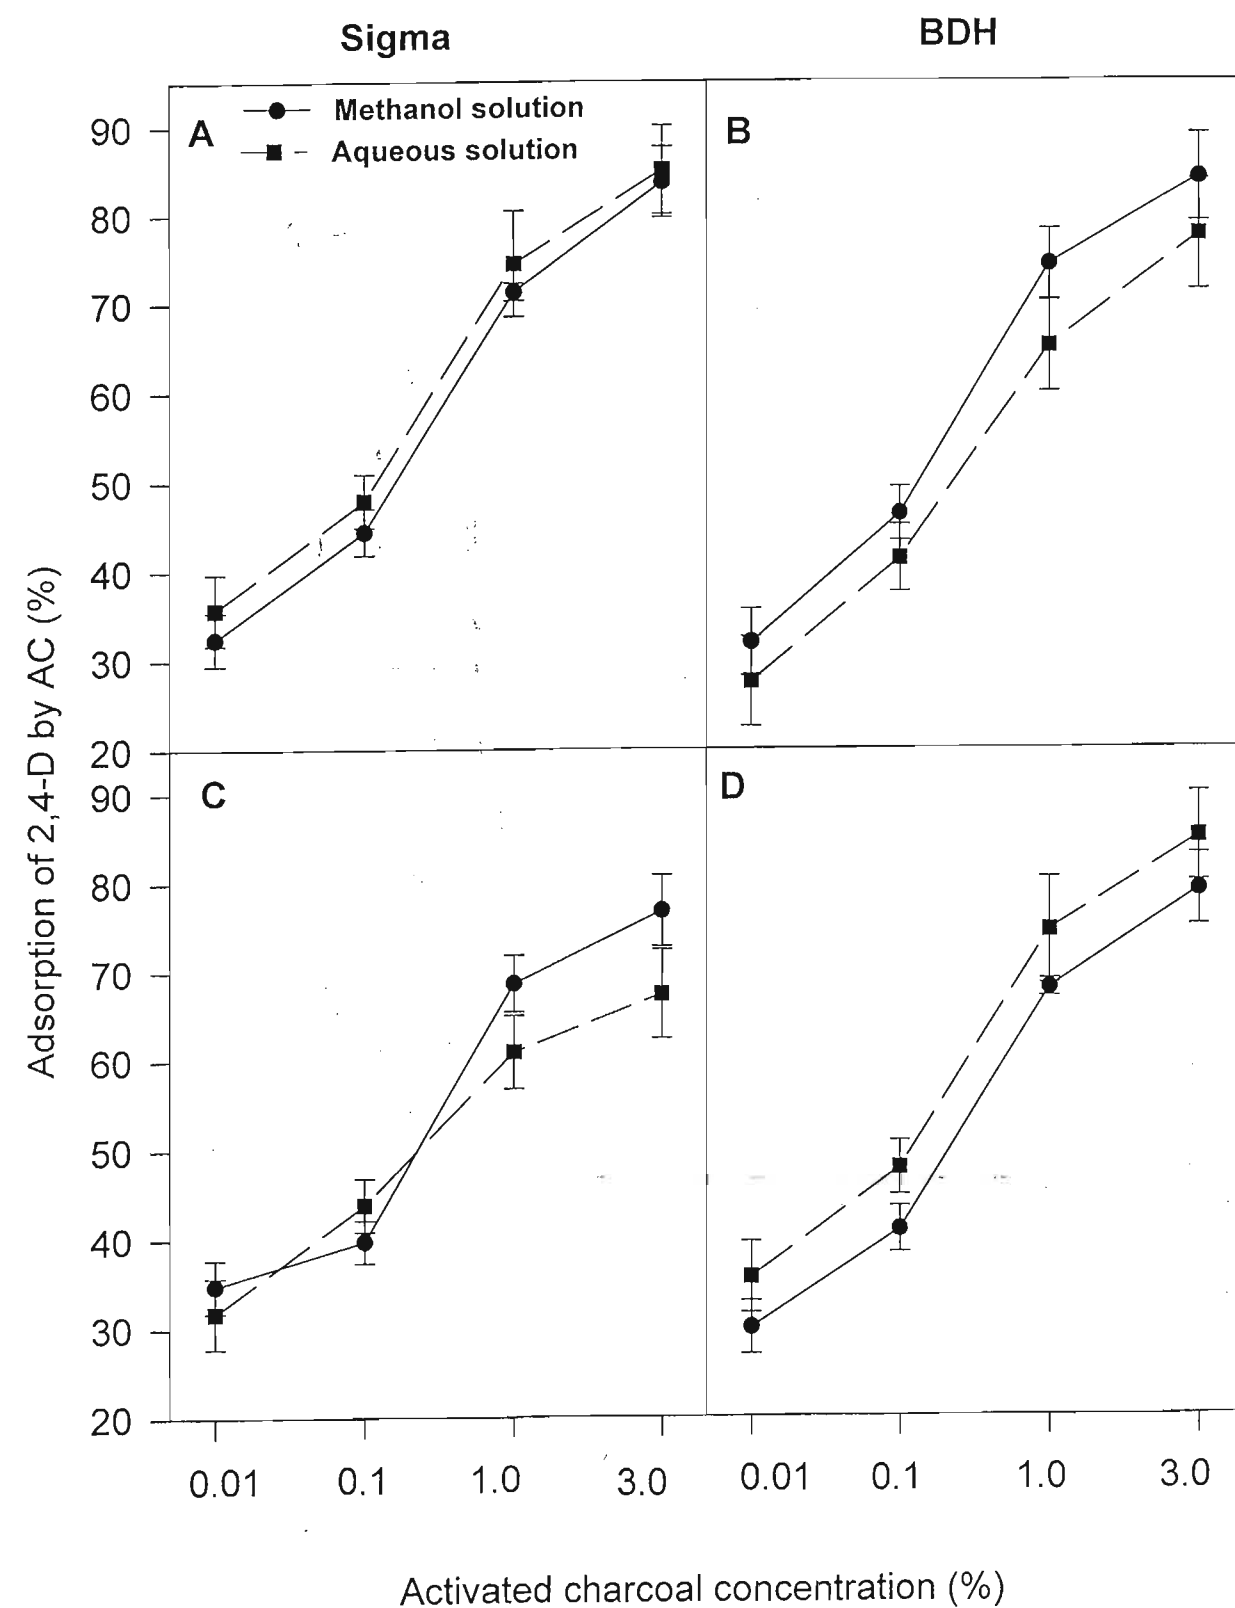 Sigma
BDH
A
Methanol solution
Aqueous solution
B
90
80
70
60
50
40
30
20
C
D
90
80
70
60
50
40
30
20
Adsorption of 2,4-D by AC (%)
0.01 0.1 1.0 3.0 0.01 0.1 1.0 3.0
Activated charcoal concentration (%)